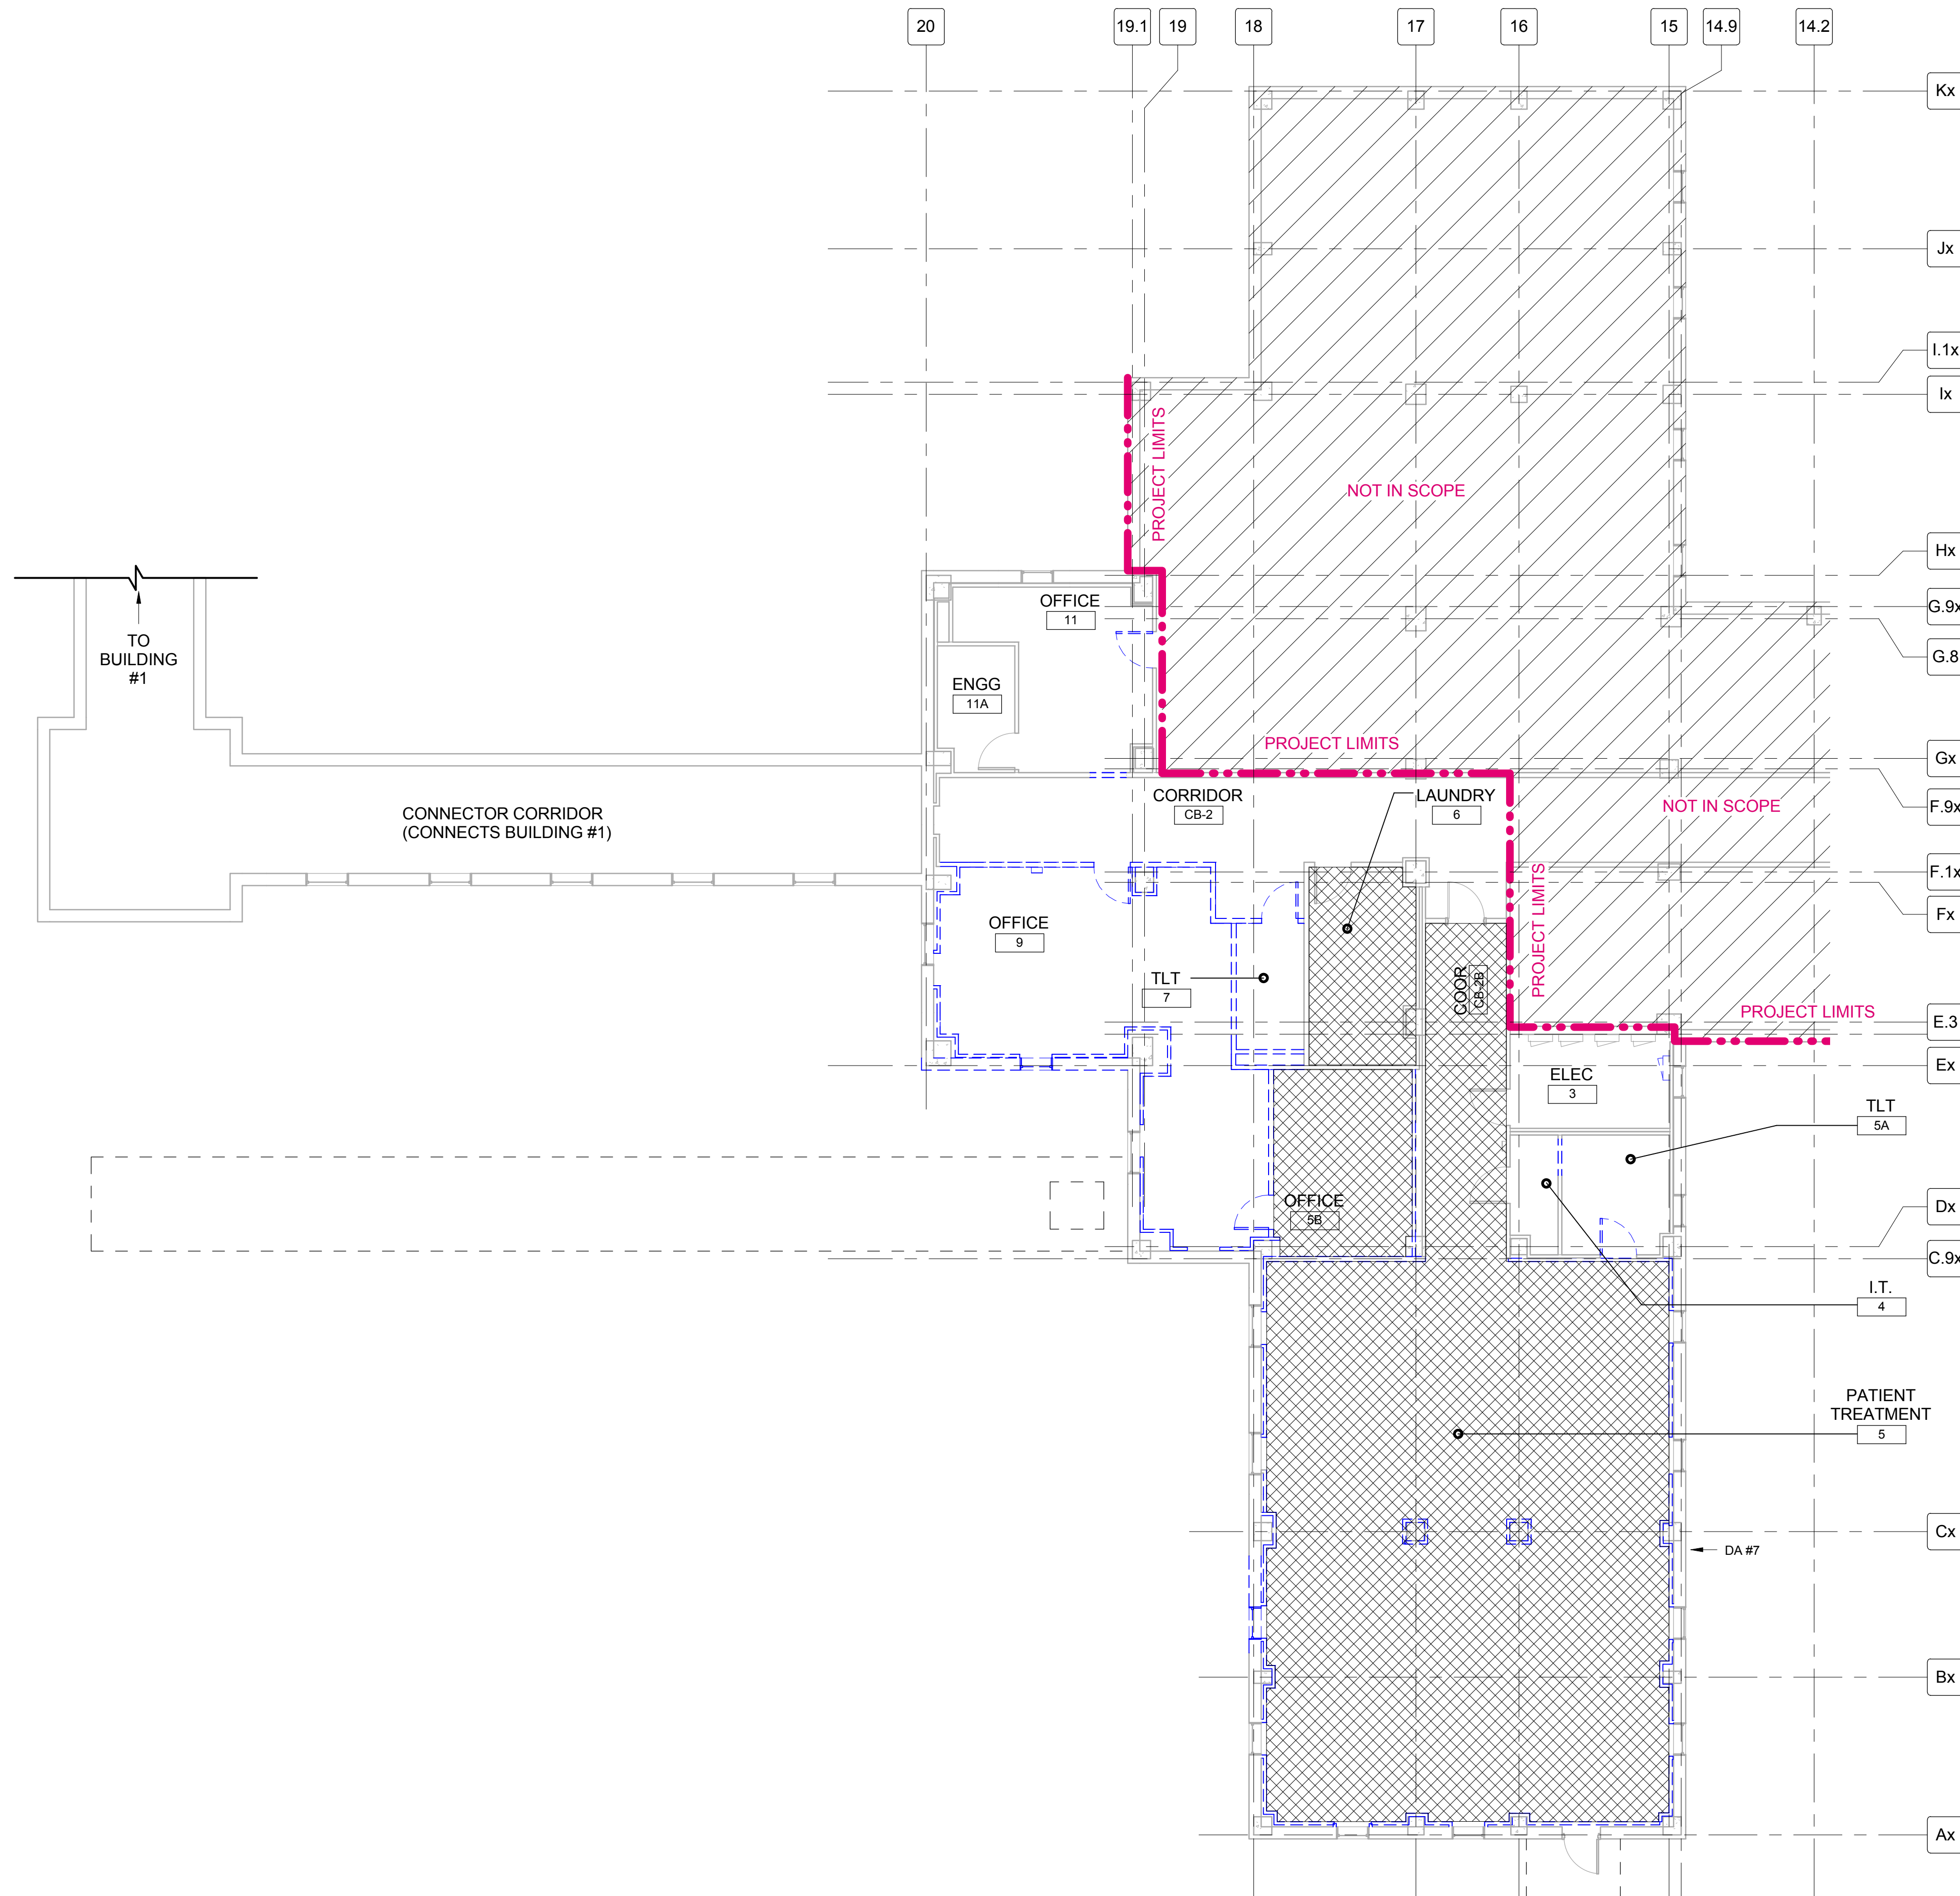 20
19.1
19
18
17
16
15
14.9
14.2
Kx
Jx
I.1x
Ix
PROJECT LIMITS
NOT IN SCOPE
Hx
G.9x
G.8
TO
BUILDING
#1
OFFICE
11
ENGG
11A
PROJECT LIMITS
Gx
F.9x
CONNECTOR CORRIDOR
(CONNECTS BUILDING #1)
CORRIDOR
CB-2
LAUNDRY
6
NOT IN SCOPE
F.1x
Fx
OFFICE
9
TLT
7
COOR
CB-2B
PROJECT LIMITS
PROJECT LIMITS
E.3
Ex
ELEC
3
TLT
5A
OFFICE
5B
Dx
C.9x
I.T.
4
PATIENT
TREATMENT
5
Cx
DA #7
Bx
Ax